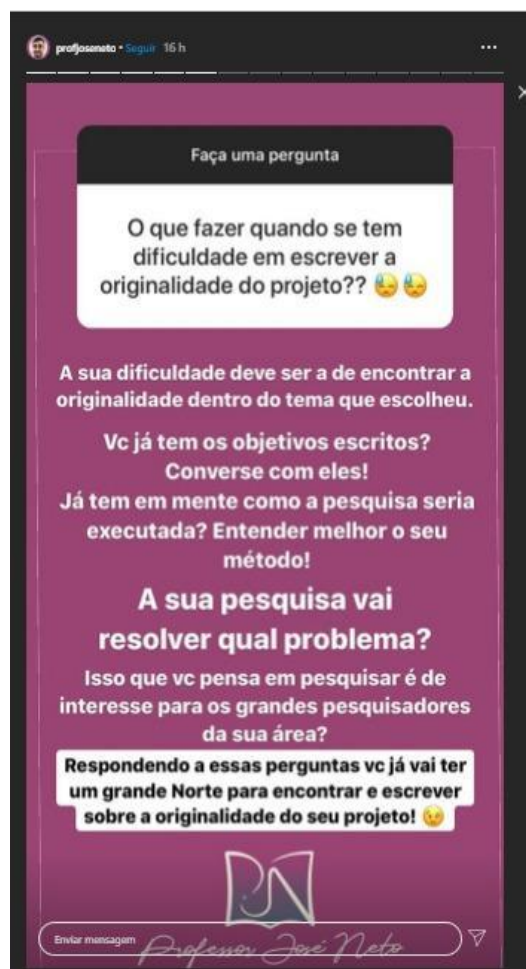 profjoseneto • Seguir 16 h
Faça uma pergunta
O que fazer quando se tem
dificuldade em escrever a
originalidade do projeto?? 😓 😓
A sua dificuldade deve ser a de encontrar a
originalidade dentro do tema que escolheu.
Vc já tem os objetivos escritos?
Converse com eles!
Já tem em mente como a pesquisa seria
executada? Entender melhor o seu
método!
A sua pesquisa vai
resolver qual problema?
Isso que vc pensa em pesquisar é de
interesse para os grandes pesquisadores
da sua área?
Respondendo a essas perguntas vc já vai ter
um grande Norte para encontrar e escrever
sobre a originalidade do seu projeto! 😉
PN
Enviar mensagem
Professor José Neto